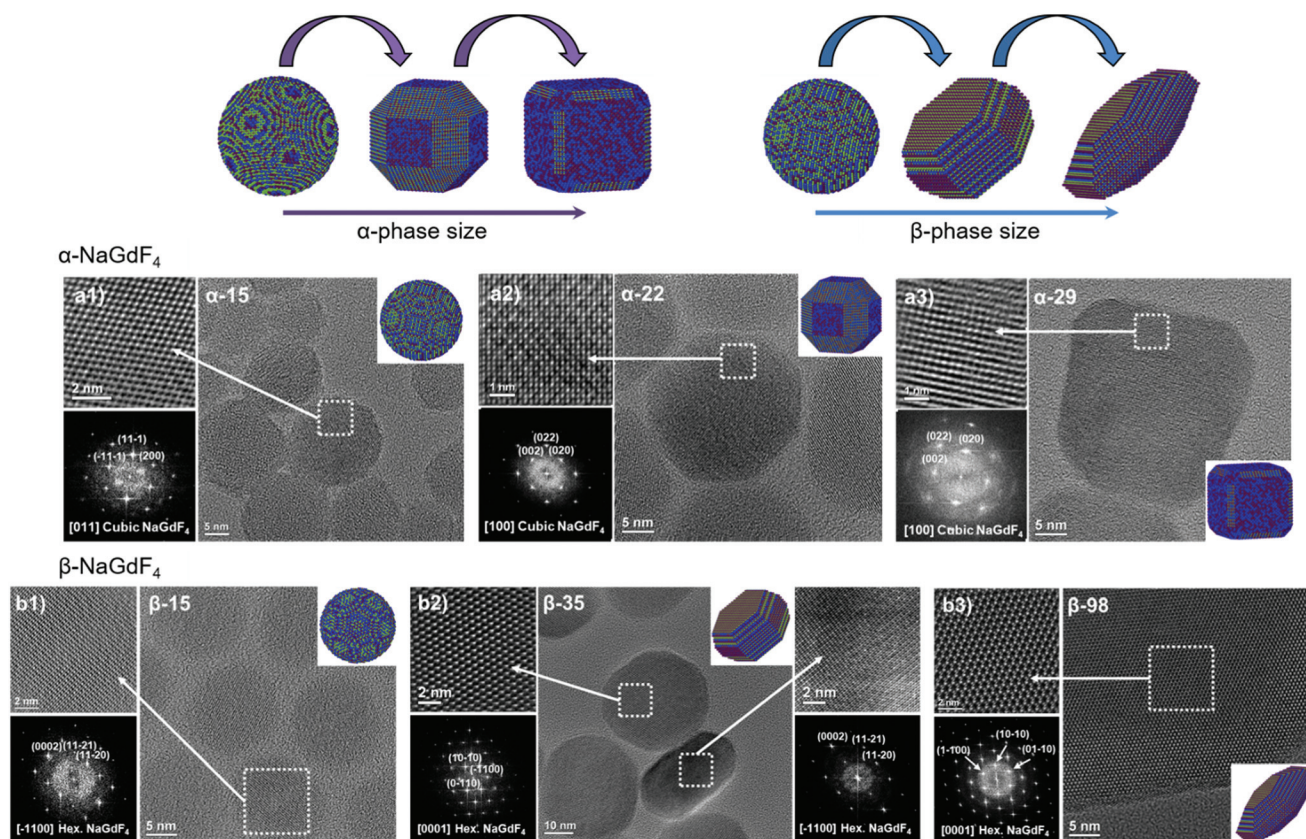 α-phase size
β-phase size
α-NaGdF₄
a1)
α-15
2 nm
(11-1)
(-11-1)
(200)
[011] Cubic NaGdF₄
5 nm
a2)
α-22
1 nm
(022)
(002)
(020)
[100] Cubic NaGdF₄
5 nm
a3)
α-29
1 nm
(022)
(020)
(002)
[100] Cubic NaGdF₄
5 nm
β-NaGdF₄
b1)
β-15
2 nm
(0002)
(11-21)
(11-20)
[-1100] Hex. NaGdF₄
5 nm
b2)
β-35
2 nm
(10-10)
(-1100)
(0-110)
[0001] Hex. NaGdF₄
10 nm
2 nm
(0002)
(11-21)
(11-20)
[-1100] Hex. NaGdF₄
b3)
β-98
2 nm
(10-10)
(1-100)
(01-10)
[0001] Hex. NaGdF₄
5 nm